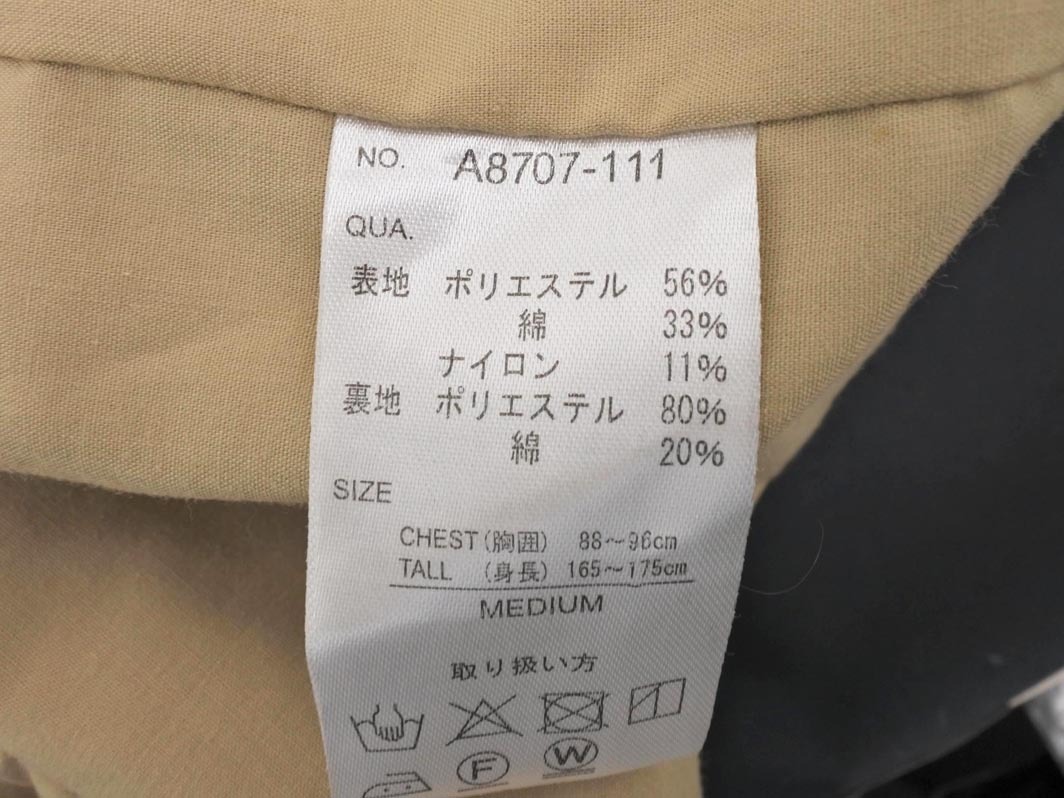 NO. A8707-111
QUA.
表地 ポリエステル 56%
綿 33%
ナイロン 11%
裏地 ポリエステル 80%
綿 20%
SIZE
CHEST(胸囲) 88~96cm
TALL (身長) 165~175cm
MEDIUM
取り扱い方
F W